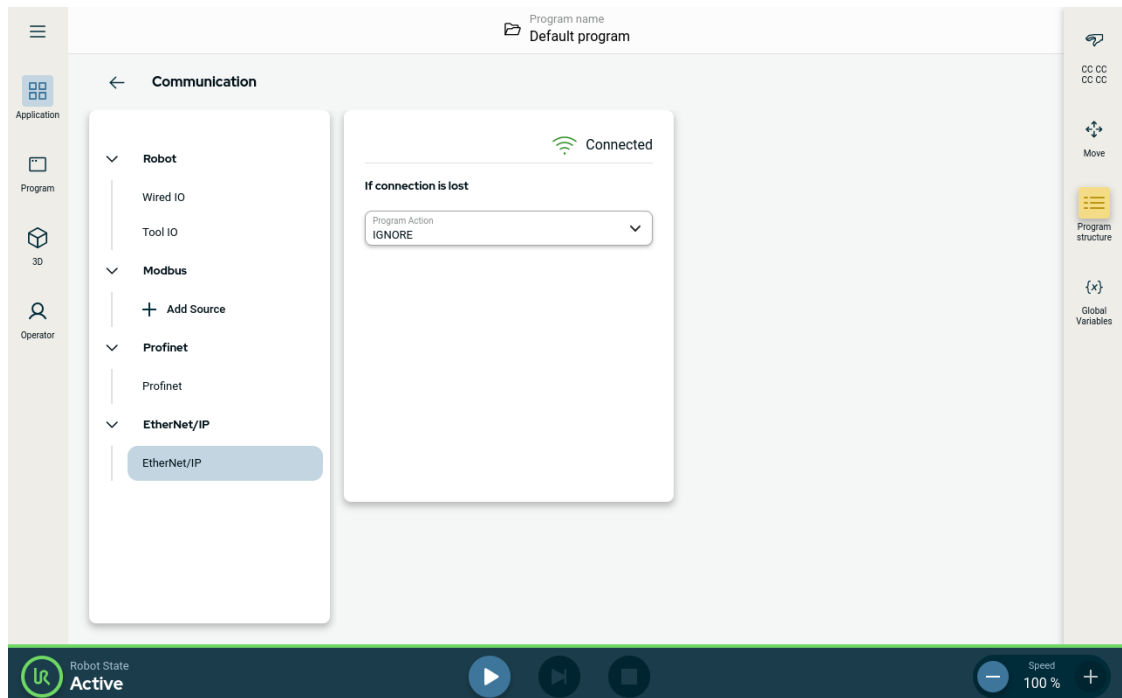 Program name
Default program
Communication
Application
Program
3D
Operator
Robot
Wired IO
Tool IO
Modbus
Add Source
Profinet
Profinet
EtherNet/IP
EtherNet/IP
Connected
If connection is lost
Program Action
IGNORE
CC CC
CC CC
Move
Program
structure
{x}
Global
Variables
Robot State
Active
Speed
100 %